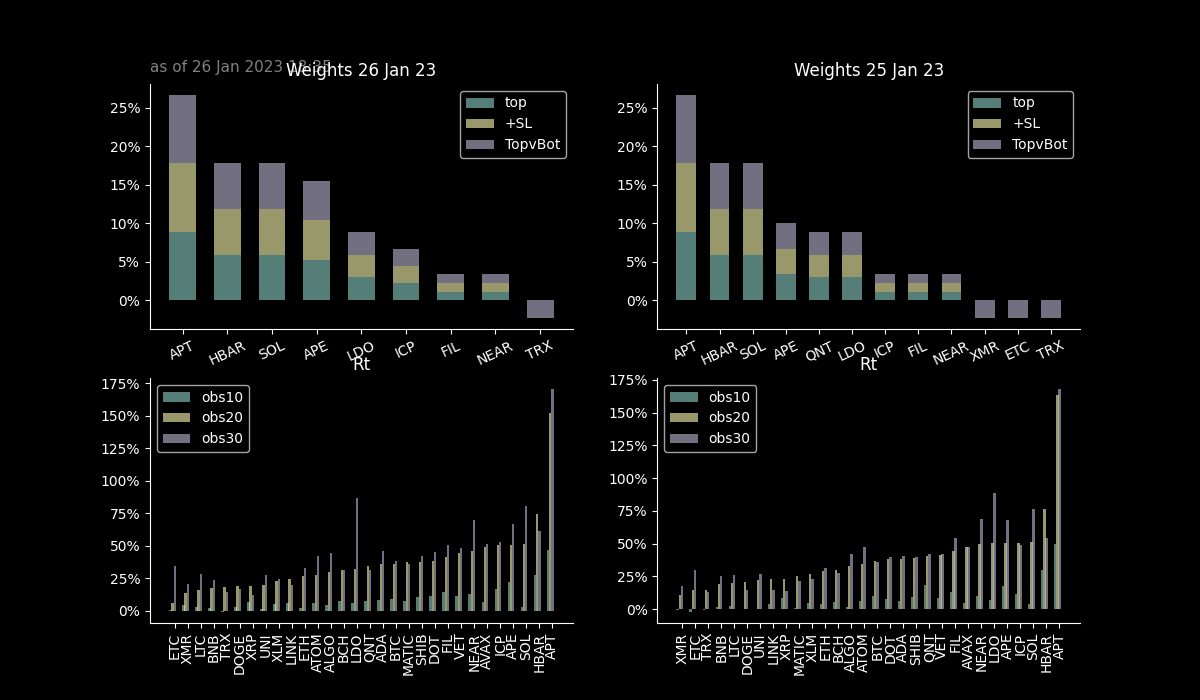 as of 26 Jan 2023
Weights 26 Jan 23
25%
20%
15%
10%
5%
0%
top
+SL
TopvBot
APT HBAR SOL APE LDO ICP FIL NEAR TRX
Weights 25 Jan 23
25%
20%
15%
10%
5%
0%
top
+SL
TopvBot
APT HBAR SOL APE QNT LDO ICP FIL NEAR XMR ETC TRX
Rt
175%
150%
125%
100%
75%
50%
25%
0%
obs10
obs20
obs30
ETC XMR LTC BNB TRX DOGE XRP UNI XLM LINK ETH ATOM ALGO BCH LDO QNT ADA BTC MATIC SHIB DOT FIL VET NEAR AVAX ICP APE SOL HBAR APT
Rt
175%
150%
125%
100%
75%
50%
25%
0%
obs10
obs20
obs30
XMR ETC TRX BNB LTC DOGE UNI LINK XRP MATIC XLM ETH BCH ALGO ATOM BTC DOT ADA SHIB QNT VET FIL AVAX NEAR LDO APE ICP SOL HBAR APT